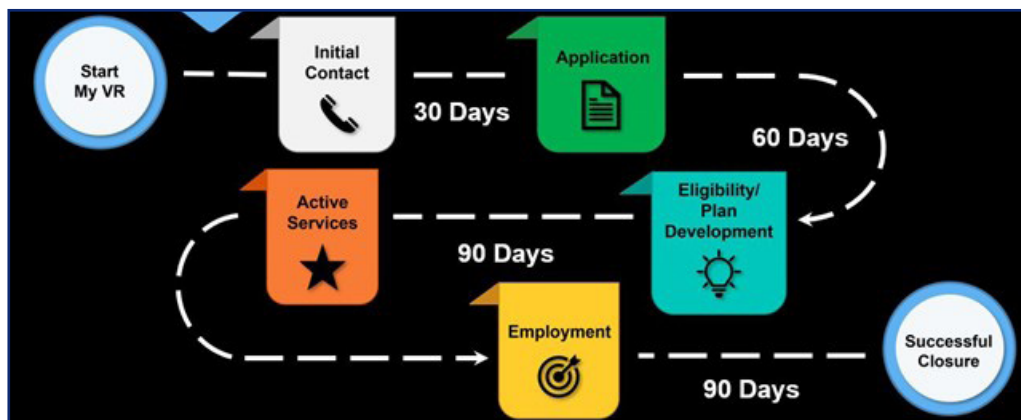 Start
My VR
Initial
Contact
30 Days
Application
60 Days
Eligibility/
Plan
Development
90 Days
Active
Services
Employment
90 Days
Successful
Closure